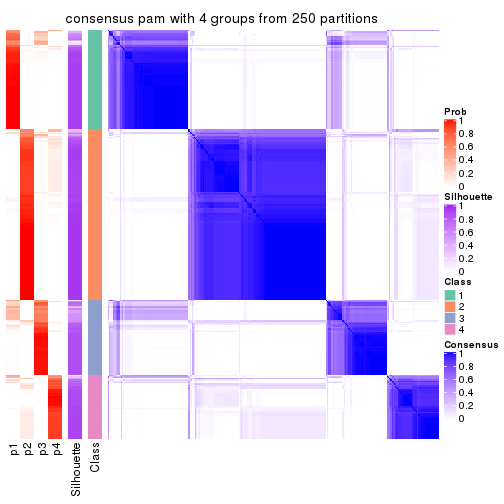 consensus pam with 4 groups from 250 partitions
Prob
1
0.8
0.6
0.4
0.2
0
Silhouette
1
0.8
0.6
0.4
0.2
0
Class
1
2
3
4
Consensus
1
0.8
0.6
0.4
0.2
0
p1
p2
p3
p4
Silhouette
Class